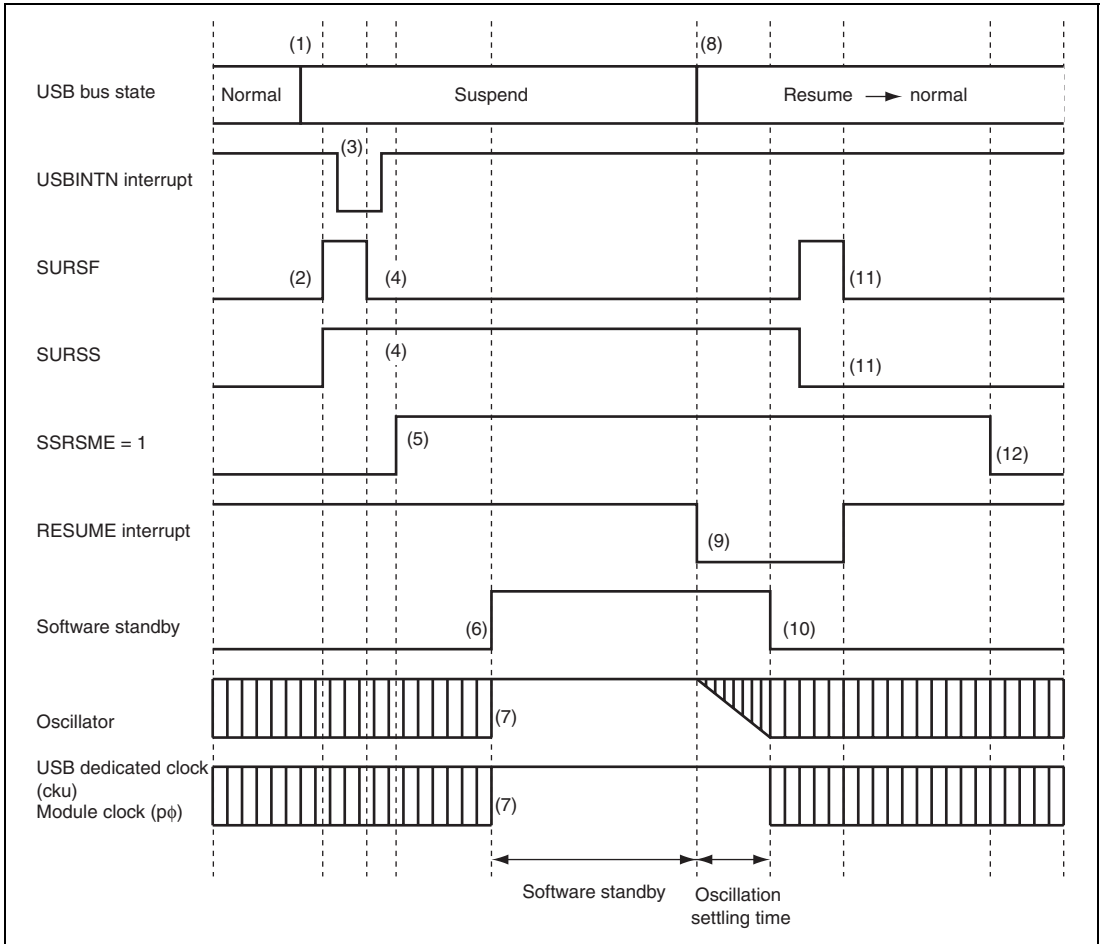 (1)
(8)
USB bus state
Normal
Suspend
Resume → normal
(3)
USBINTN interrupt
SURSF
(2)
(4)
(11)
SURSS
(4)
(11)
SSRSME = 1
(5)
(12)
RESUME interrupt
(9)
Software standby
(6)
(10)
Oscillator
(7)
USB dedicated clock
(cku)
Module clock (pϕ)
(7)
Software standby
Oscillation
settling time